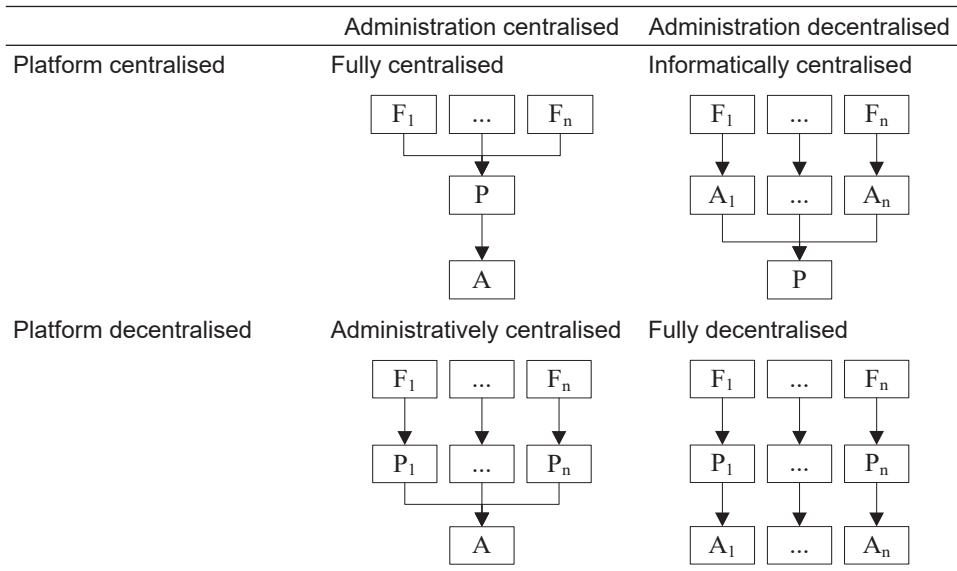 Administration centralised Administration decentralised
Platform centralised Fully centralised Informatically centralised
F₁ ... Fₙ F₁ ... Fₙ
P A₁ ... Aₙ
A P
Platform decentralised Administratively centralised Fully decentralised
F₁ ... Fₙ F₁ ... Fₙ
P₁ ... Pₙ P₁ ... Pₙ
A A₁ ... Aₙ